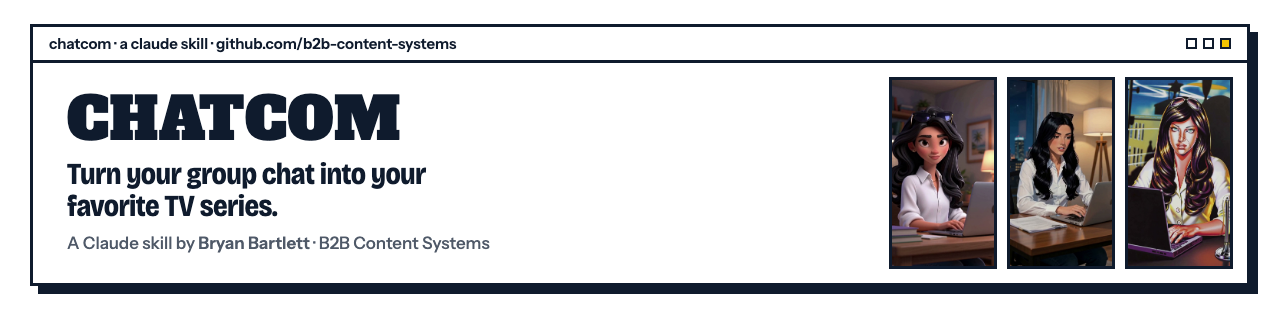 chatcom · a claude skill · github.com/b2b-content-systems
CHATCOM
Turn your group chat into your
favorite TV series.
A Claude skill by Bryan Bartlett · B2B Content Systems